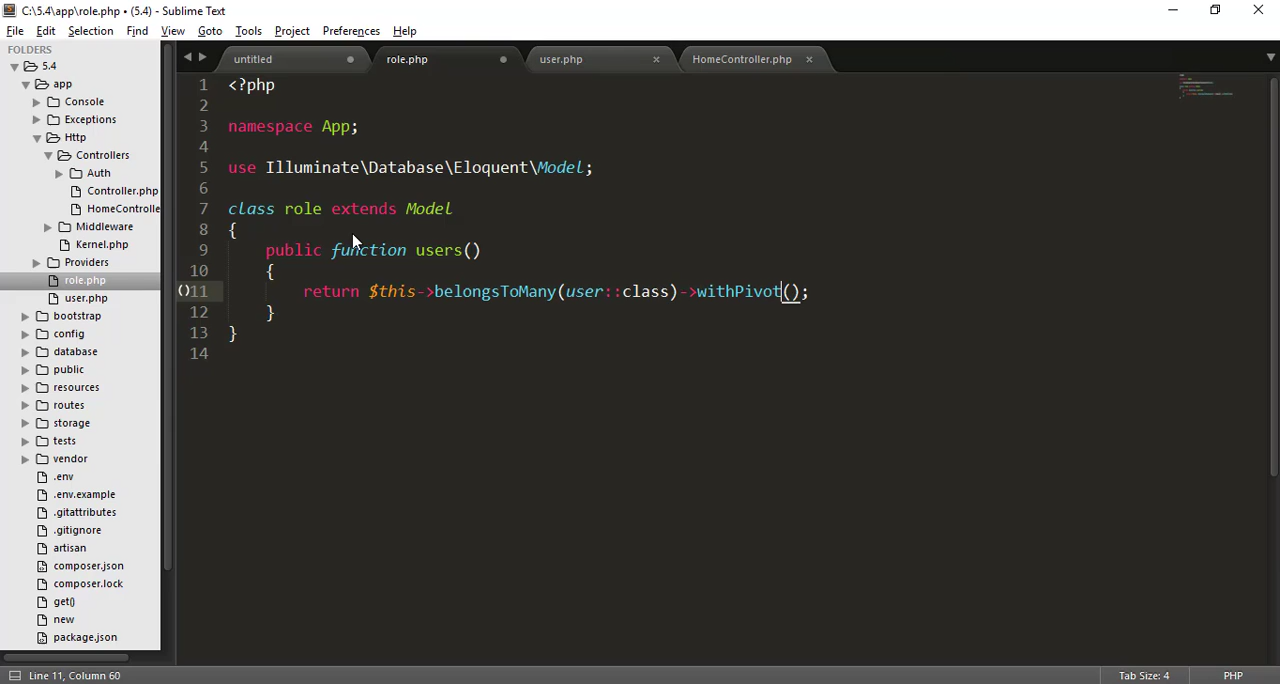 C:\5.4\app\role.php • (5.4) - Sublime Text
File Edit Selection Find View Goto Tools Project Preferences Help
FOLDERS
5.4
app
Console
Exceptions
Http
Controllers
Auth
Controller.php
HomeControlle
Middleware
Kernel.php
Providers
role.php
user.php
bootstrap
config
database
public
resources
routes
storage
tests
vendor
.env
.env.example
.gitattributes
.gitignore
artisan
composer.json
composer.lock
get()
new
package.json
untitled role.php user.php HomeController.php
1 <?php
2
3 namespace App;
4
5 use Illuminate\Database\Eloquent\Model;
6
7 class role extends Model
8 {
9 public function users()
10 {
()11 return $this->belongsToMany(user::class)->withPivot();
12 }
13 }
14
Line 11, Column 60 Tab Size: 4 PHP